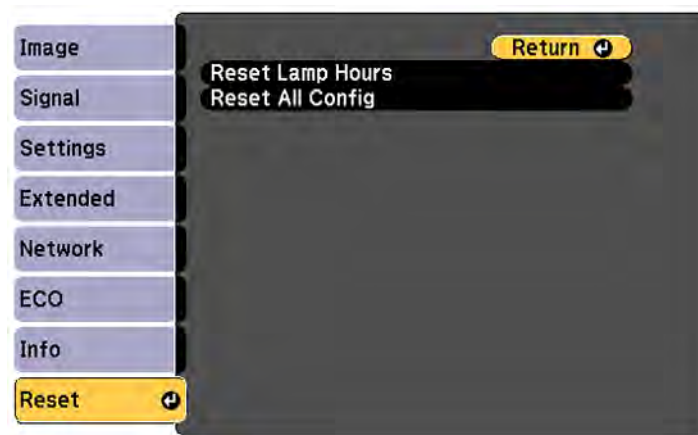 Image
Signal
Settings
Extended
Network
ECO
Info
Reset
Return
Reset Lamp Hours
Reset All Config